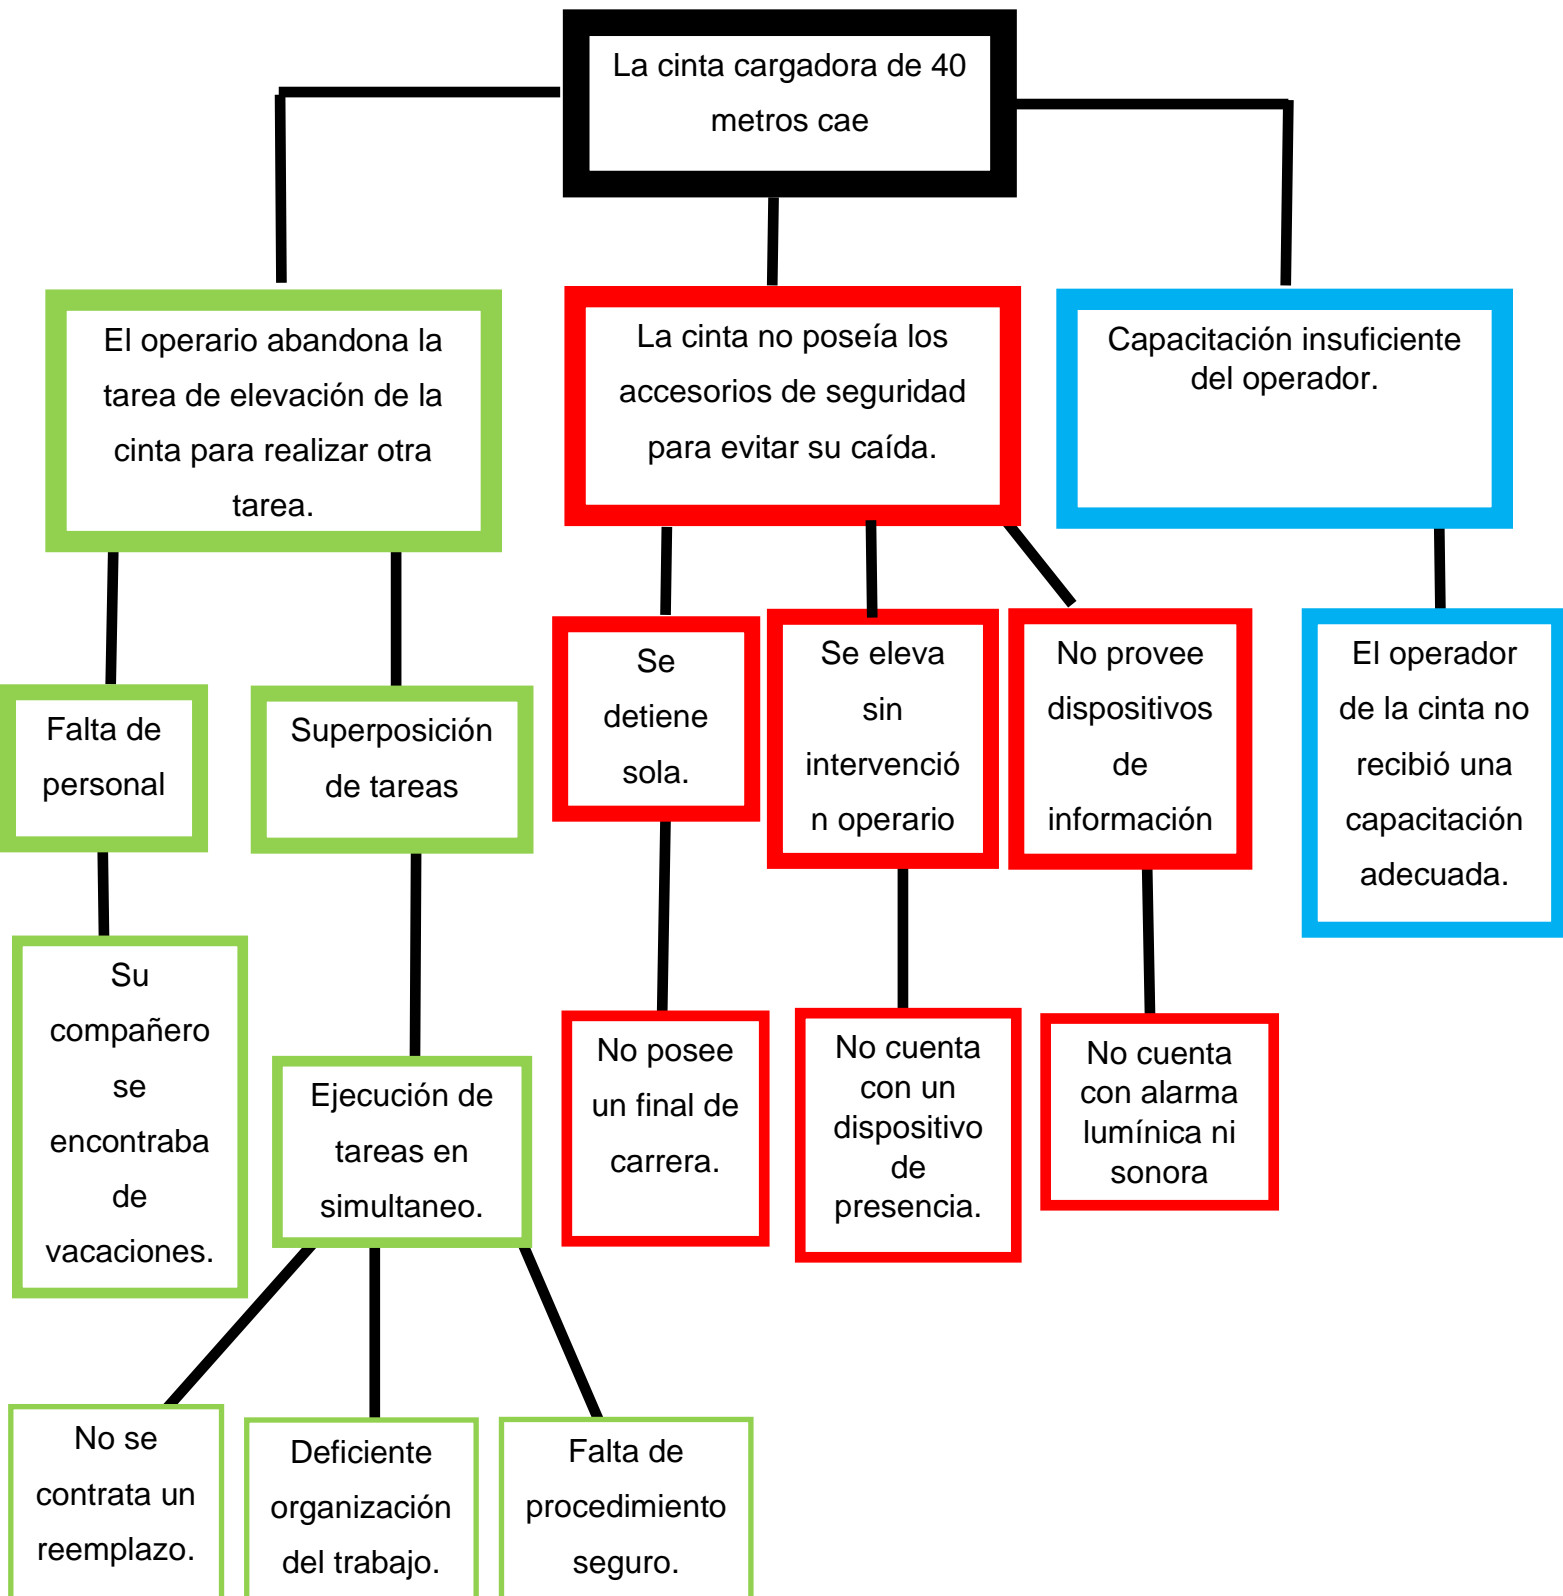 La cinta cargadora de 40
metros cae
El operario abandona la
tarea de elevación de la
cinta para realizar otra
tarea.
La cinta no poseía los
accesorios de seguridad
para evitar su caída.
Capacitación insuficiente
del operador.
Falta de
personal
Superposición
de tareas
Se
detiene
sola.
Se eleva
sin
intervenció
n operario
No provee
dispositivos
de
información
El operador
de la cinta no
recibió una
capacitación
adecuada.
Su
compañero
se
encontraba
de
vacaciones.
Ejecución de
tareas en
simultaneo.
No posee
un final de
carrera.
No cuenta
con un
dispositivo
de
presencia.
No cuenta
con alarma
lumínica ni
sonora
No se
contrata un
reemplazo.
Deficiente
organización
del trabajo.
Falta de
procedimiento
seguro.